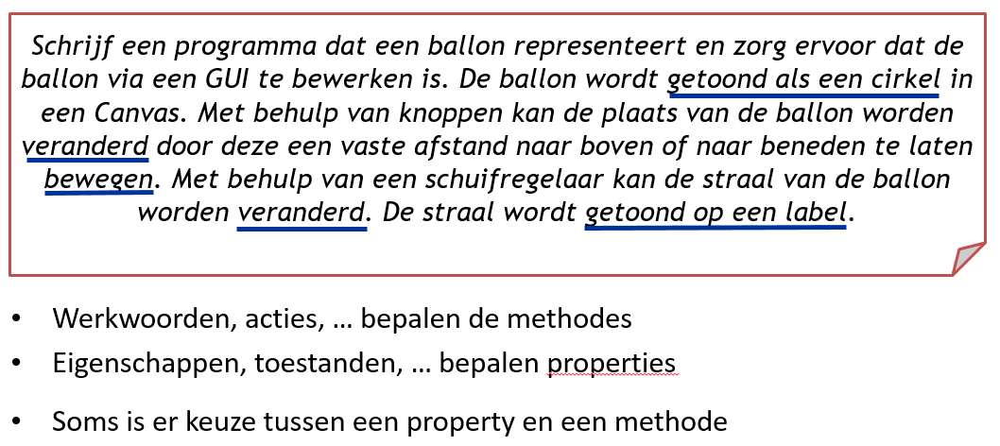 Schrijf een programma dat een ballon representeert en zorg ervoor dat de
ballon via een GUI te bewerken is. De ballon wordt getoond als een cirkel in
een Canvas. Met behulp van knoppen kan de plaats van de ballon worden
veranderd door deze een vaste afstand naar boven of naar beneden te laten
bewegen. Met behulp van een schuifregelaar kan de straal van de ballon
worden veranderd. De straal wordt getoond op een label.
• Werkwoorden, acties, … bepalen de methodes
• Eigenschappen, toestanden, … bepalen properties
• Soms is er keuze tussen een property en een methode